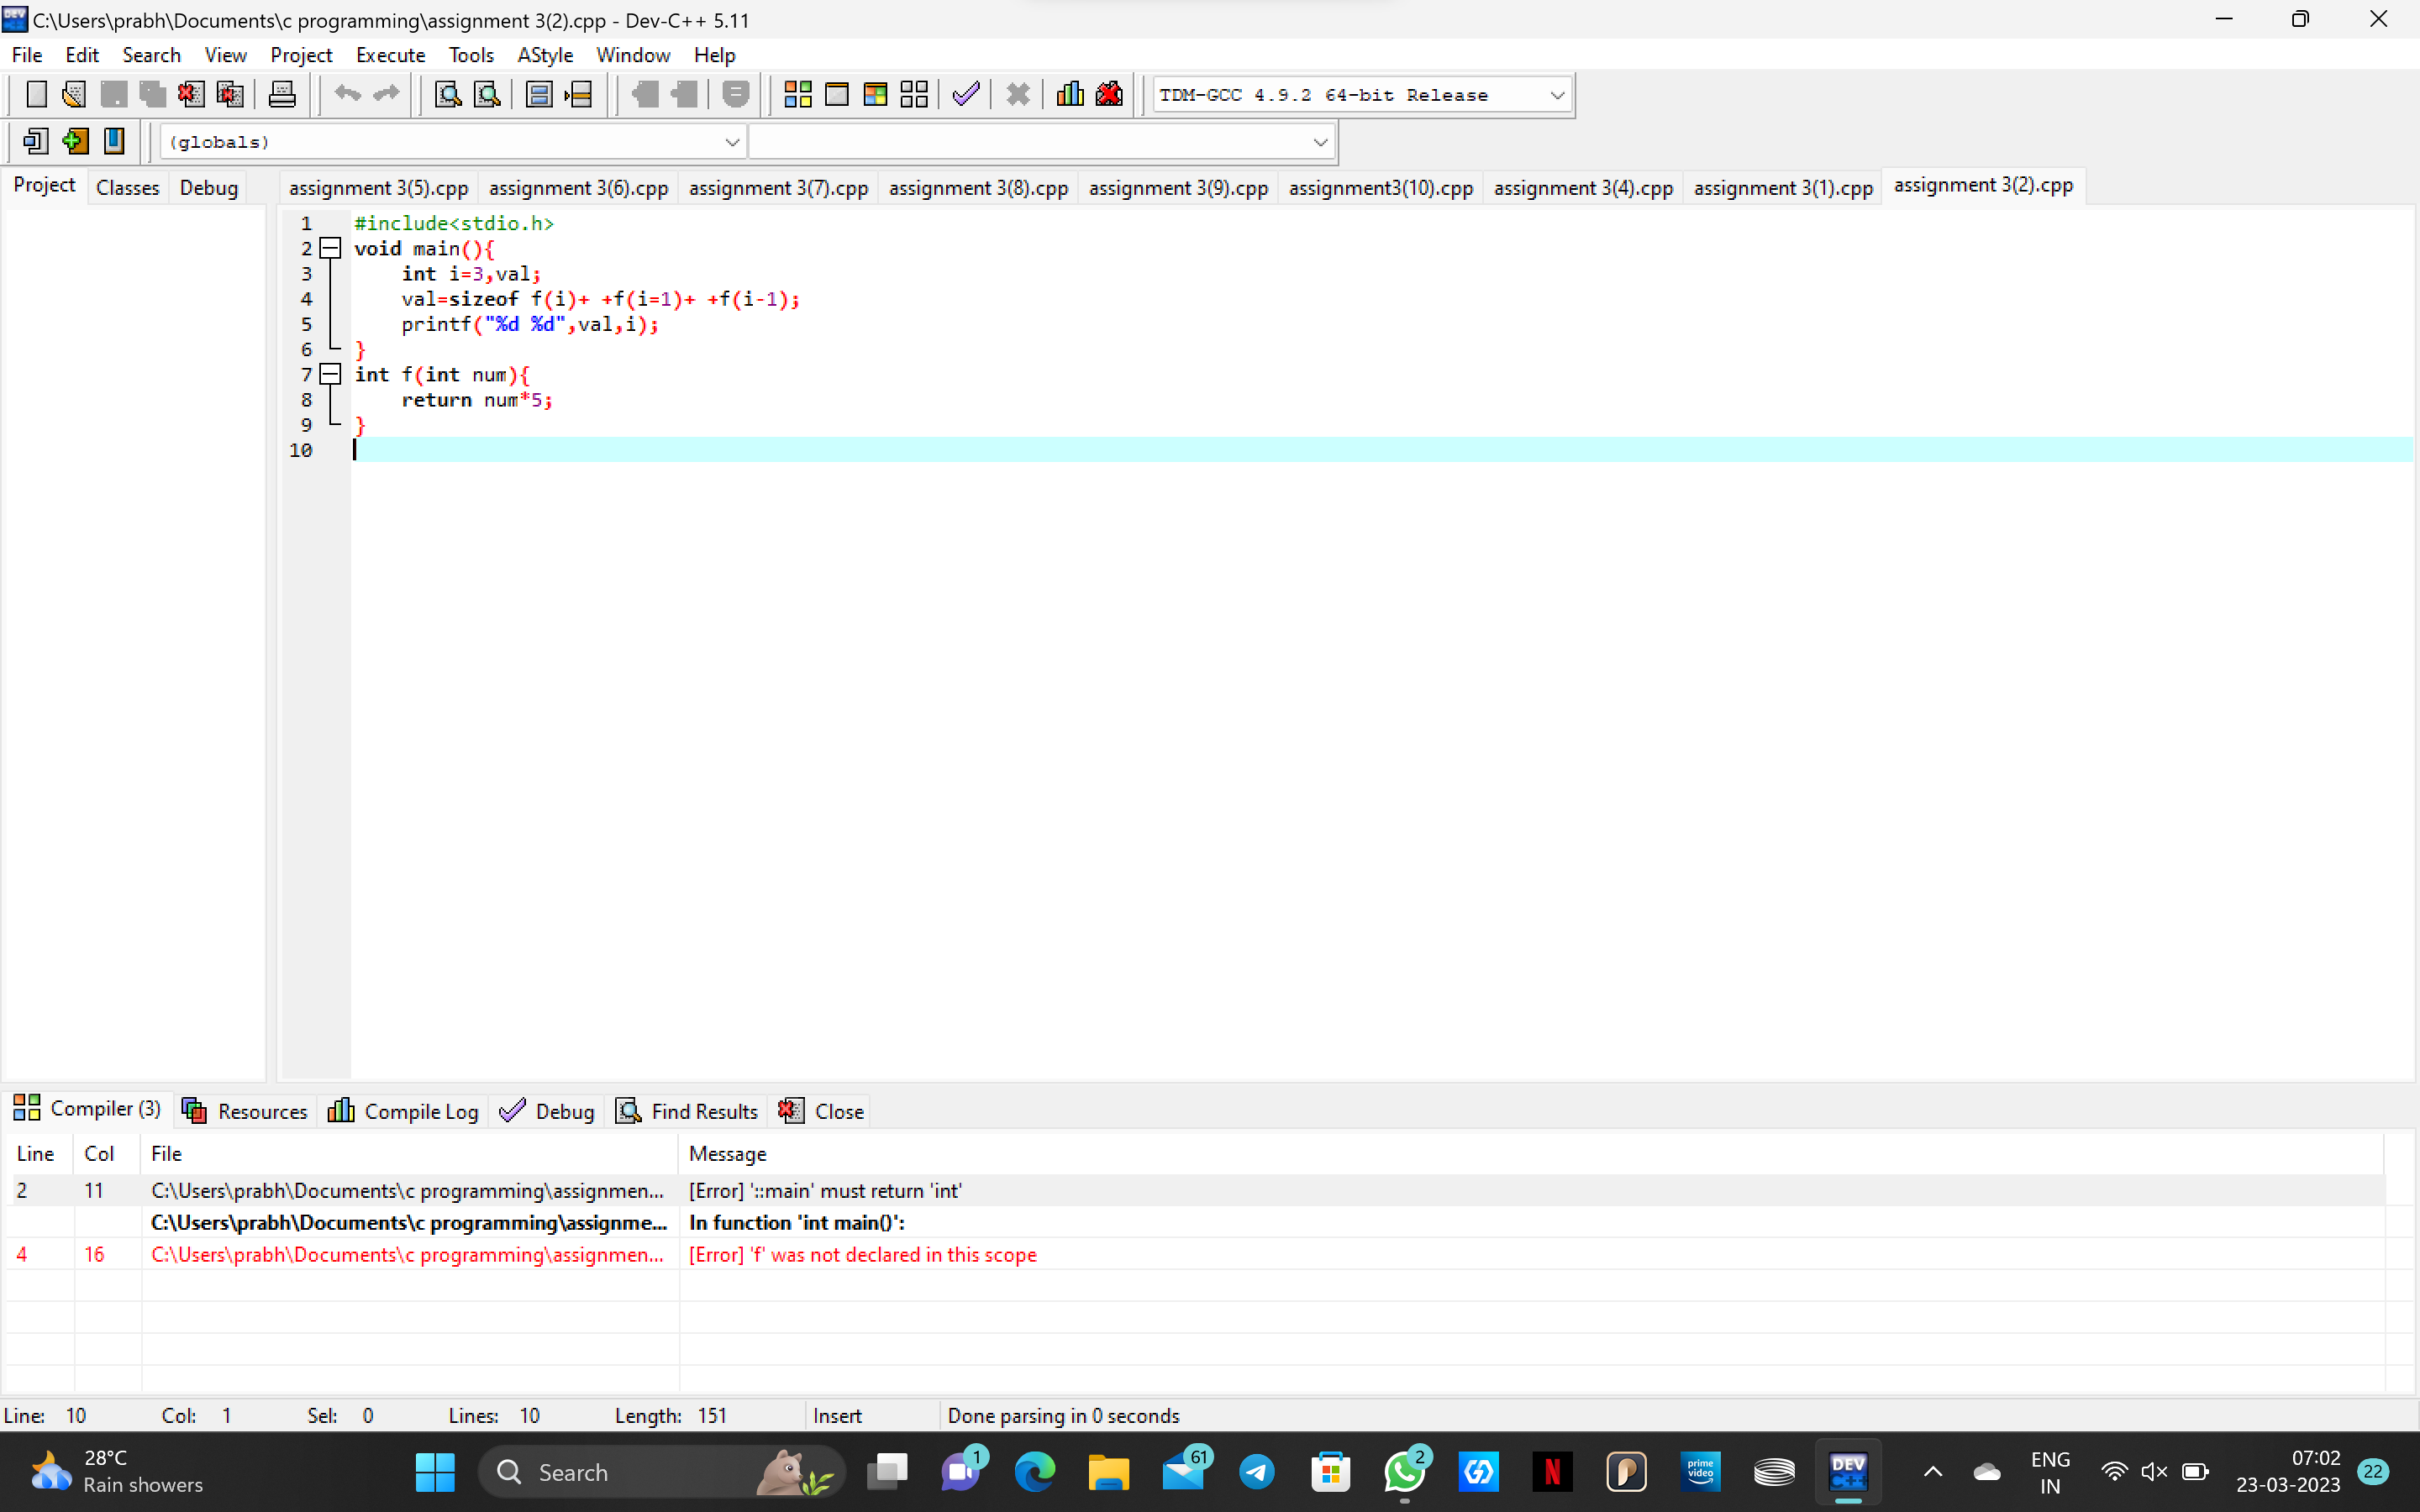 C:\Users\prabh\Documents\c programming\assignment 3(2).cpp - Dev-C++ 5.11
File Edit Search View Project Execute Tools AStyle Window Help
TDM-GCC 4.9.2 64-bit Release
(globals)
Project Classes Debug
assignment 3(5).cpp assignment 3(6).cpp assignment 3(7).cpp assignment 3(8).cpp assignment 3(9).cpp assignment3(10).cpp assignment 3(4).cpp assignment 3(1).cpp assignment 3(2).cpp
1 #include<stdio.h>
2 void main(){
3 int i=3,val;
4 val=sizeof f(i)+ +f(i=1)+ +f(i-1);
5 printf("%d %d",val,i);
6 }
7 int f(int num){
8 return num*5;
9 }
10
Compiler (3) Resources Compile Log Debug Find Results Close
Line Col File Message
2 11 C:\Users\prabh\Documents\c programming\assignmen... [Error] '::main' must return 'int'
C:\Users\prabh\Documents\c programming\assignme... In function 'int main()':
4 16 C:\Users\prabh\Documents\c programming\assignmen... [Error] 'f' was not declared in this scope
Line: 10 Col: 1 Sel: 0 Lines: 10 Length: 151 Insert Done parsing in 0 seconds
28°C
Rain showers
Search
1
61
2
prime video
DEV C++
ENG
IN
07:02
23-03-2023
22